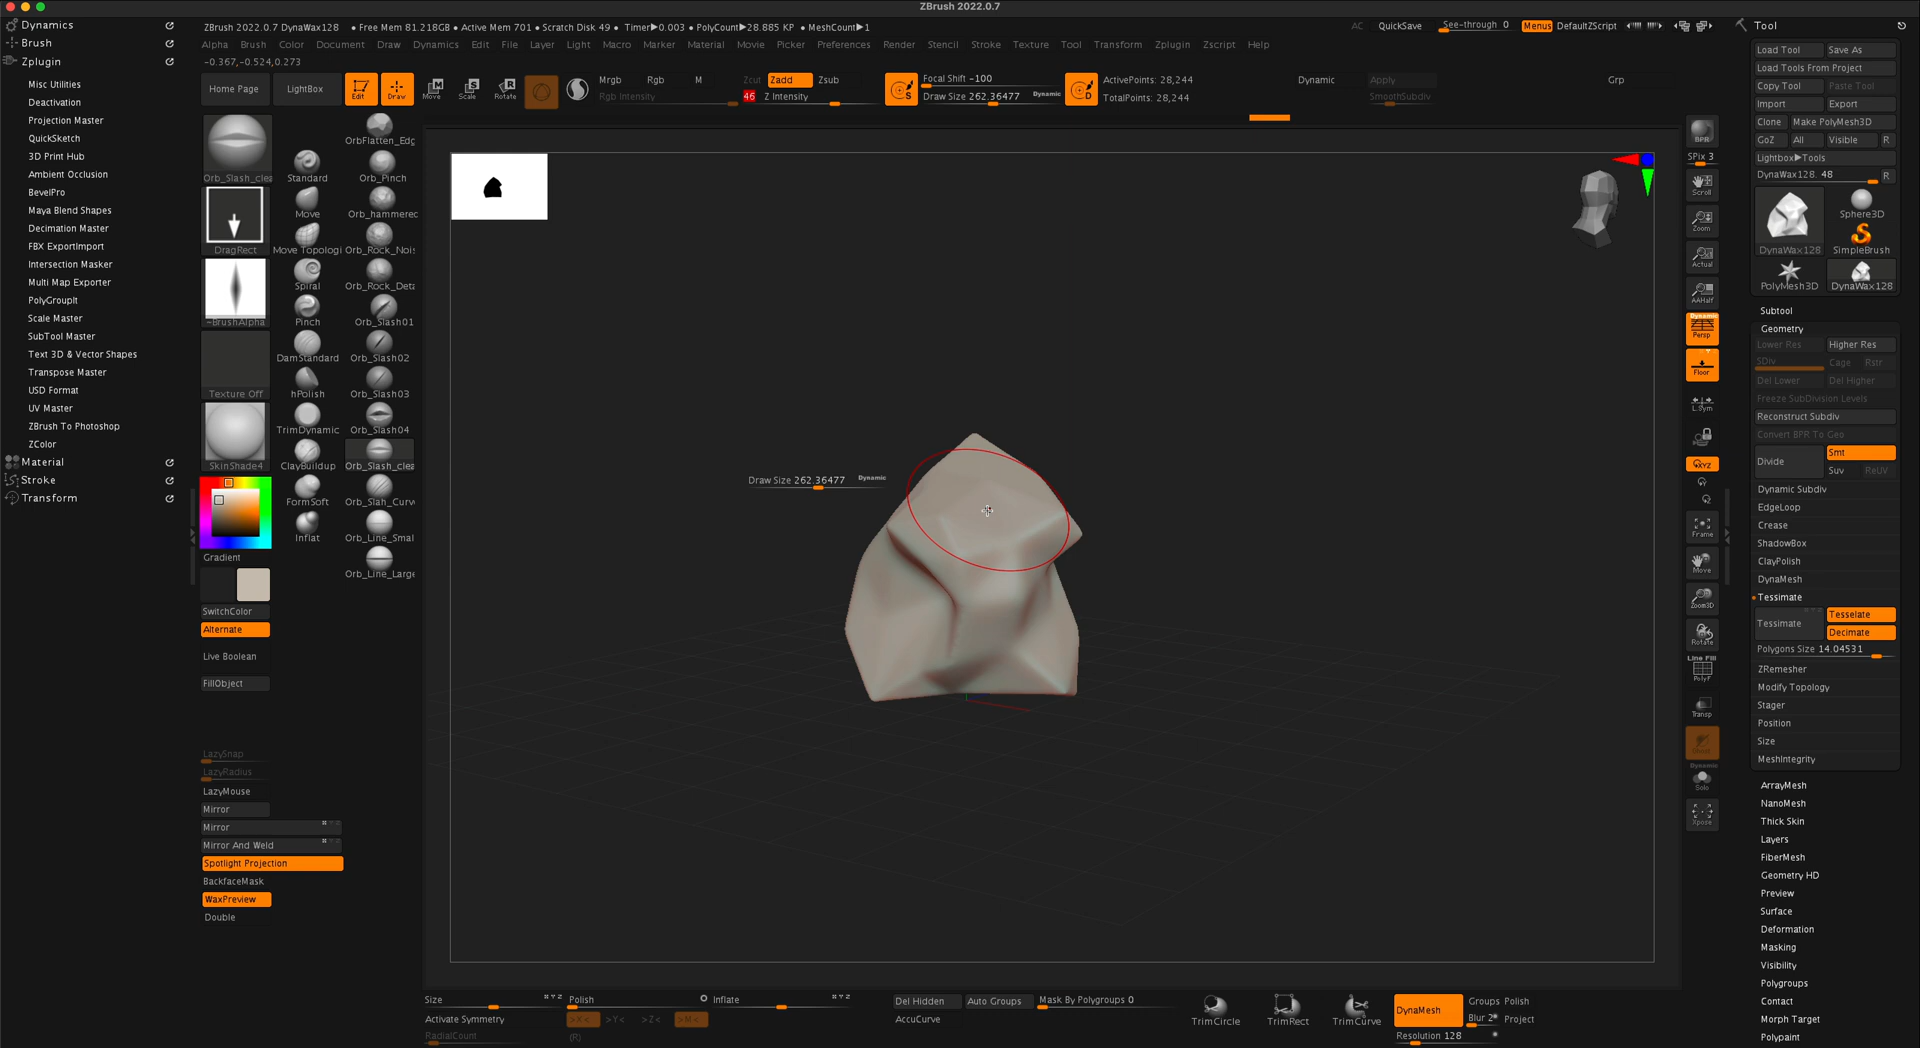 ZBrush 2022.0.7
Dynamics
Brush
Zplugin
Misc Utilities
Deactivation
Projection Master
QuickSketch
3D Print Hub
Ambient Occlusion
BevelPro
Maya Blend Shapes
Decimation Master
FBX ExportImport
Intersection Masker
Multi Map Exporter
PolyGroupIt
Scale Master
SubTool Master
Text 3D & Vector Shapes
Transpose Master
USD Format
UV Master
ZBrush To Photoshop
ZColor
Material
Stroke
Transform
ZBrush 2022.0.7 DynaWax128 • Free Mem 81.218GB • Active Mem 701 • Scratch Disk 49 • Timer▶0.003 • PolyCount▶28.885 KP • MeshCount▶1
AC QuickSave See-through 0 Menus DefaultZScript
Alpha Brush Color Document Draw Dynamics Edit File Layer Light Macro Marker Material Movie Picker Preferences Render Stencil Stroke Texture Tool Transform Zplugin Zscript Help
-0.367,-0.524,0.273
Home Page LightBox Edit Draw Move Scale Rotate
Mrgb Rgb M Zcut Zadd Zsub
Rgb Intensity 46 Z Intensity
Focal Shift -100
Draw Size 262.36477 Dynamic
ActivePoints: 28,244
TotalPoints: 28,244
Dynamic Apply Grp
SmoothSubdiv
Orb_Slash_clea
DragRect
~BrushAlpha
Texture Off
SkinShade4
Gradient
SwitchColor
Alternate
Live Boolean
FillObject
LazySnap
LazyRadius
LazyMouse
Mirror
Mirror
Mirror And Weld
Spotlight Projection
BackfaceMask
WaxPreview
Double
Standard
Move
Move Topologi
Spiral
Pinch
DamStandard
hPolish
TrimDynamic
ClayBuildup
FormSoft
Inflat
OrbFlatten_Edg
Orb_Pinch
Orb_hammered
Orb_Rock_Nois
Orb_Rock_Deta
Orb_Slash01
Orb_Slash02
Orb_Slash03
Orb_Slash04
Orb_Slash_clea
Orb_Slah_Curv
Orb_Line_Smal
Orb_Line_Large
Draw Size 262.36477 Dynamic
Size Polish Inflate
Activate Symmetry >X< >Y< >Z< >M<
RadialCount (R)
Del Hidden Auto Groups Mask By Polygroups 0
AccuCurve
TrimCircle TrimRect TrimCurve
DynaMesh Groups Polish
Blur 2 Project
Resolution 128
BPR
SPix 3
Scroll
Zoom
Actual
AAHalf
Dynamic
Persp
Floor
L.Sym
XYZ
Frame
Move
Zoom3D
Rotate
Line Fill
PolyF
Transp
Ghost
Dynamic
Solo
Xpose
Tool
Load Tool Save As
Load Tools From Project
Copy Tool Paste Tool
Import Export
Clone Make PolyMesh3D
GoZ All Visible R
Lightbox▶Tools
DynaWax128. 48 R
DynaWax128
Sphere3D
SimpleBrush
PolyMesh3D
DynaWax128
Subtool
Geometry
Lower Res Higher Res
SDiv Cage Rstr
Del Lower Del Higher
Freeze SubDivision Levels
Reconstruct Subdiv
Convert BPR To Geo
Divide Smt
Suv ReUV
Dynamic Subdiv
EdgeLoop
Crease
ShadowBox
ClayPolish
DynaMesh
Tessimate
Tessimate Tesselate
Decimate
Polygons Size 14.04531
ZRemesher
Modify Topology
Stager
Position
Size
MeshIntegrity
ArrayMesh
NanoMesh
Thick Skin
Layers
FiberMesh
Geometry HD
Preview
Surface
Deformation
Masking
Visibility
Polygroups
Contact
Morph Target
Polypaint